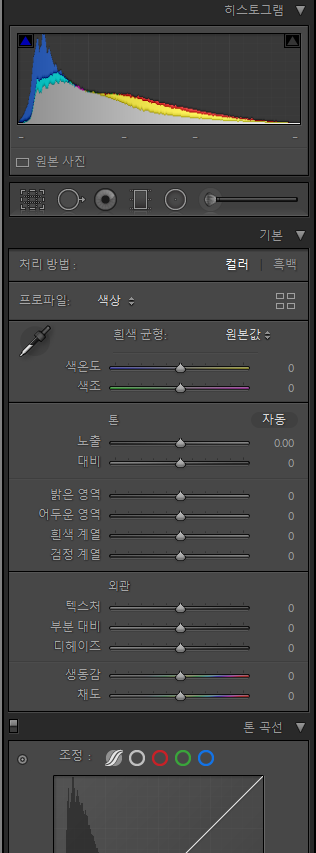 히스토그램
원본 사진
기본
처리 방법 : 컬러 | 흑백
프로파일: 색상
흰색 균형: 원본값
색온도 0
색조 0
톤 자동
노출 0.00
대비 0
밝은 영역 0
어두운 영역 0
흰색 계열 0
검정 계열 0
외관
텍스처 0
부분 대비 0
디헤이즈 0
생동감 0
채도 0
톤 곡선
조정 :